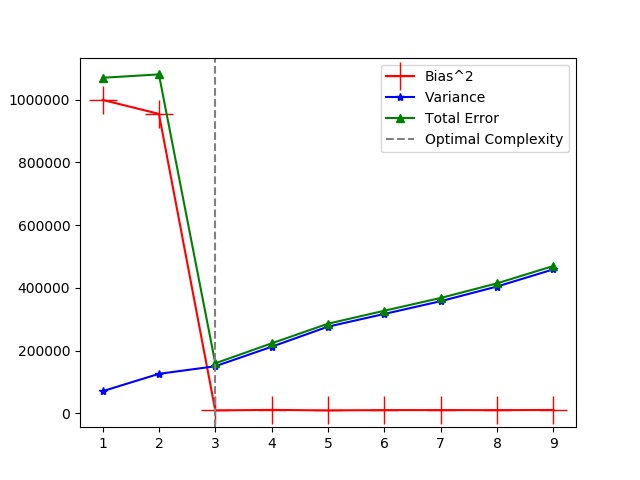 Bias^2
Variance
Total Error
Optimal Complexity
1000000
800000
600000
400000
200000
0
1 2 3 4 5 6 7 8 9